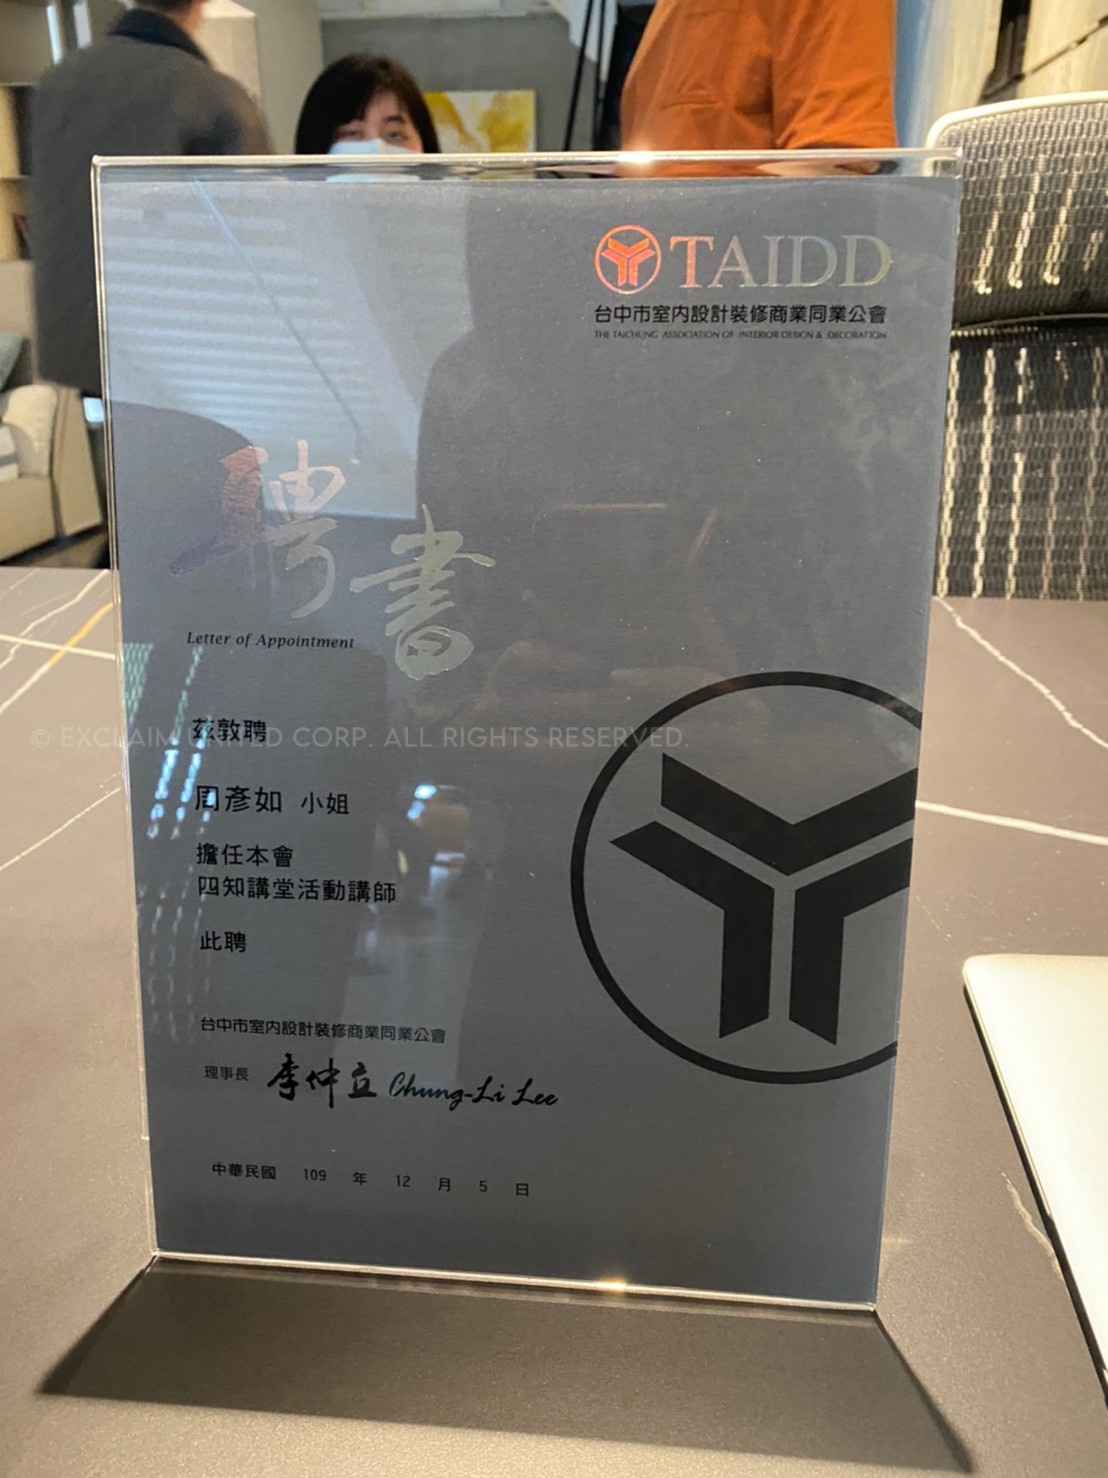 TAIDD
台中市室內設計裝修商業同業公會
THE TAICHUNG ASSOCIATION OF INTERIOR DESIGN & DECORATION
聘書
Letter of Appointment
茲敦聘
© EXCLAIM UNITED CORP. ALL RIGHTS RESERVED.
周彥如 小姐
擔任本會
四知講堂活動講師
此聘
台中市室內設計裝修商業同業公會
理事長 李仲立 Chung-Li Lee
中華民國 109 年 12 月 5 日